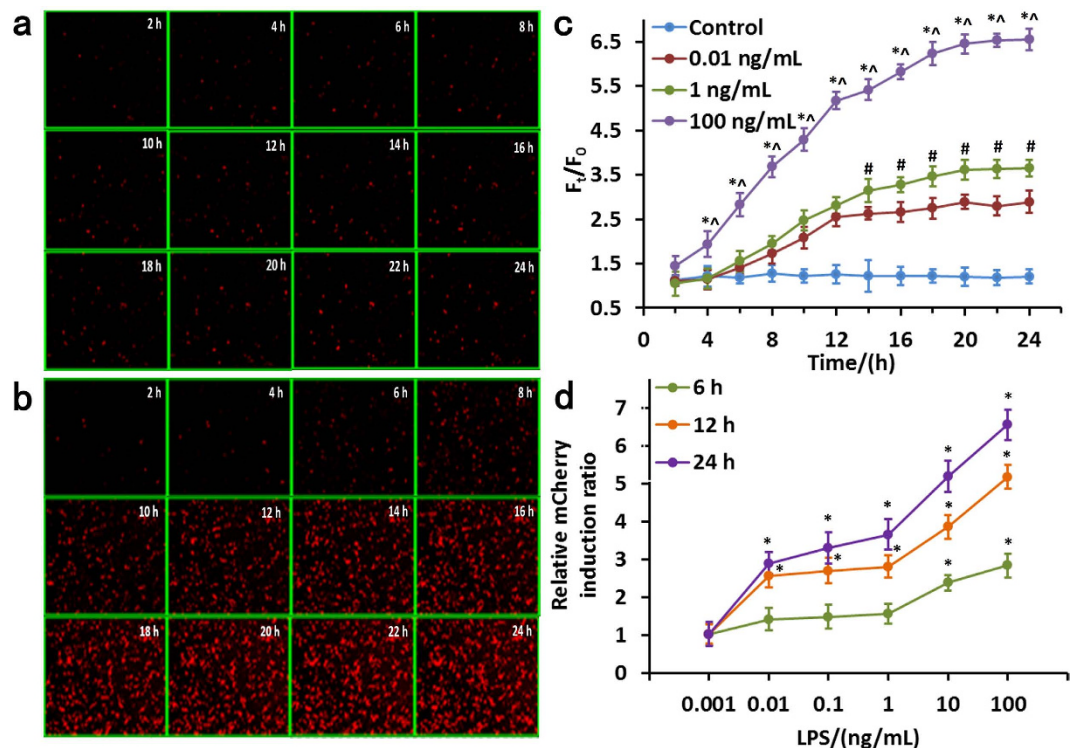 a
2 h 4 h 6 h 8 h
10 h 12 h 14 h 16 h
18 h 20 h 22 h 24 h
b
2 h 4 h 6 h 8 h
10 h 12 h 14 h 16 h
18 h 20 h 22 h 24 h
c
Control
0.01 ng/mL
1 ng/mL
100 ng/mL
*^ *^ *^ *^ *^ *^ *^ *^ *^ *^ *^
# # # # # #
Ft/F0
6.5
5.5
4.5
3.5
2.5
1.5
0.5
0 4 8 12 16 20 24
Time/(h)
d
6 h
12 h
24 h
* * * * *
* * * * *
* *
Relative mCherry
induction ratio
7
6
5
4
3
2
1
0
0.001 0.01 0.1 1 10 100
LPS/(ng/mL)